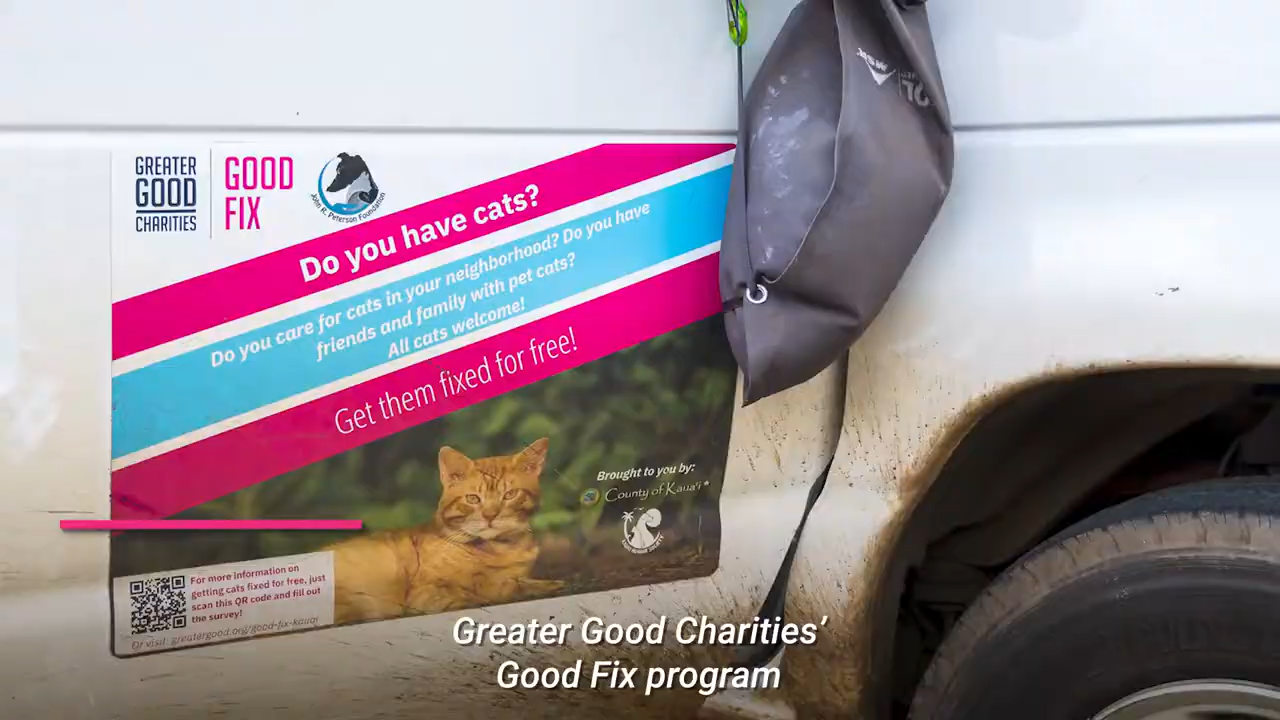 GREATER
GOOD
CHARITIES
GOOD
FIX
John R. Peterson Foundation
Do you have cats?
Do you care for cats in your neighborhood? Do you have
friends and family with pet cats?
All cats welcome!
Get them fixed for free!
Brought to you by:
County of Kaua'i
For more information on
getting cats fixed for free, just
scan this QR code and fill out
the survey!
Or visit: greatergood.org/good-fix-kauai
MSR
Greater Good Charities’
Good Fix program